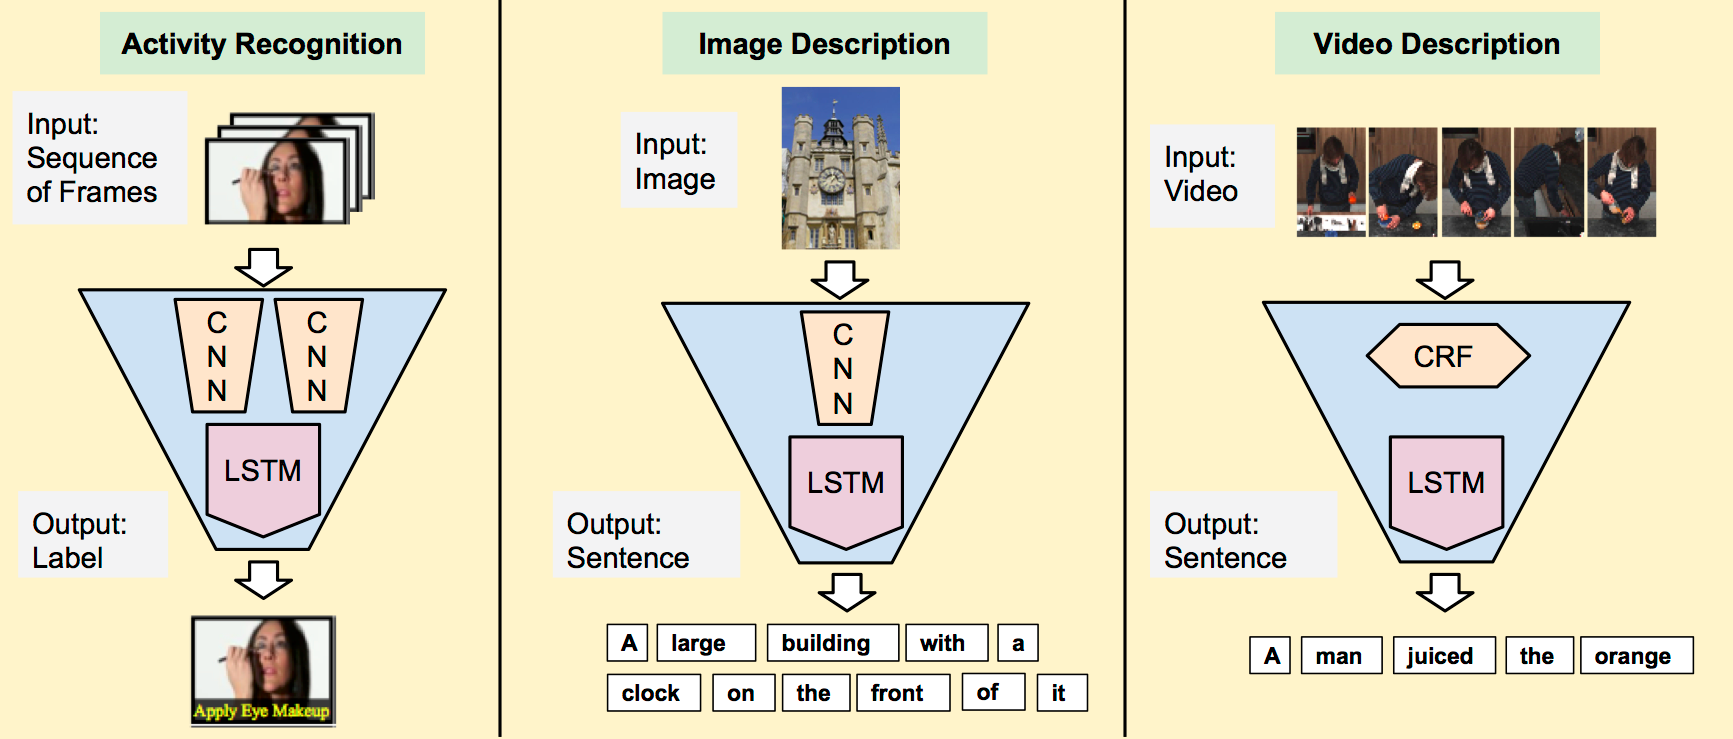 Activity Recognition
Input:
Sequence
of Frames
C
N
N
C
N
N
LSTM
Output:
Label
Apply Eye Makeup
Image Description
Input:
Image
C
N
N
LSTM
Output:
Sentence
A large building with a
clock on the front of it
Video Description
Input:
Video
CRF
LSTM
Output:
Sentence
A man juiced the orange